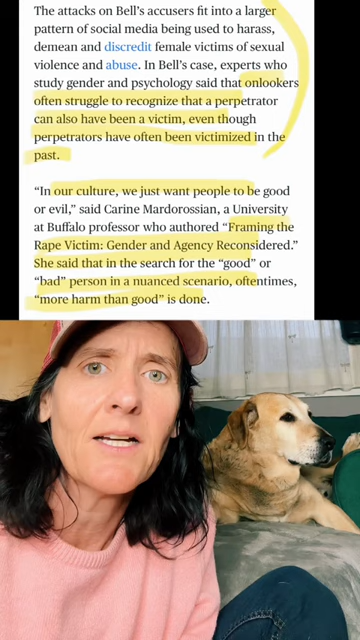 The attacks on Bell’s accusers fit into a larger
pattern of social media being used to harass,
demean and discredit female victims of sexual
violence and abuse. In Bell’s case, experts who
study gender and psychology said that onlookers
often struggle to recognize that a perpetrator
can also have been a victim, even though
perpetrators have often been victimized in the
past.
“In our culture, we just want people to be good
or evil,” said Carine Mardorossian, a University
at Buffalo professor who authored “Framing the
Rape Victim: Gender and Agency Reconsidered.”
She said that in the search for the “good” or
“bad” person in a nuanced scenario, oftentimes,
“more harm than good” is done.